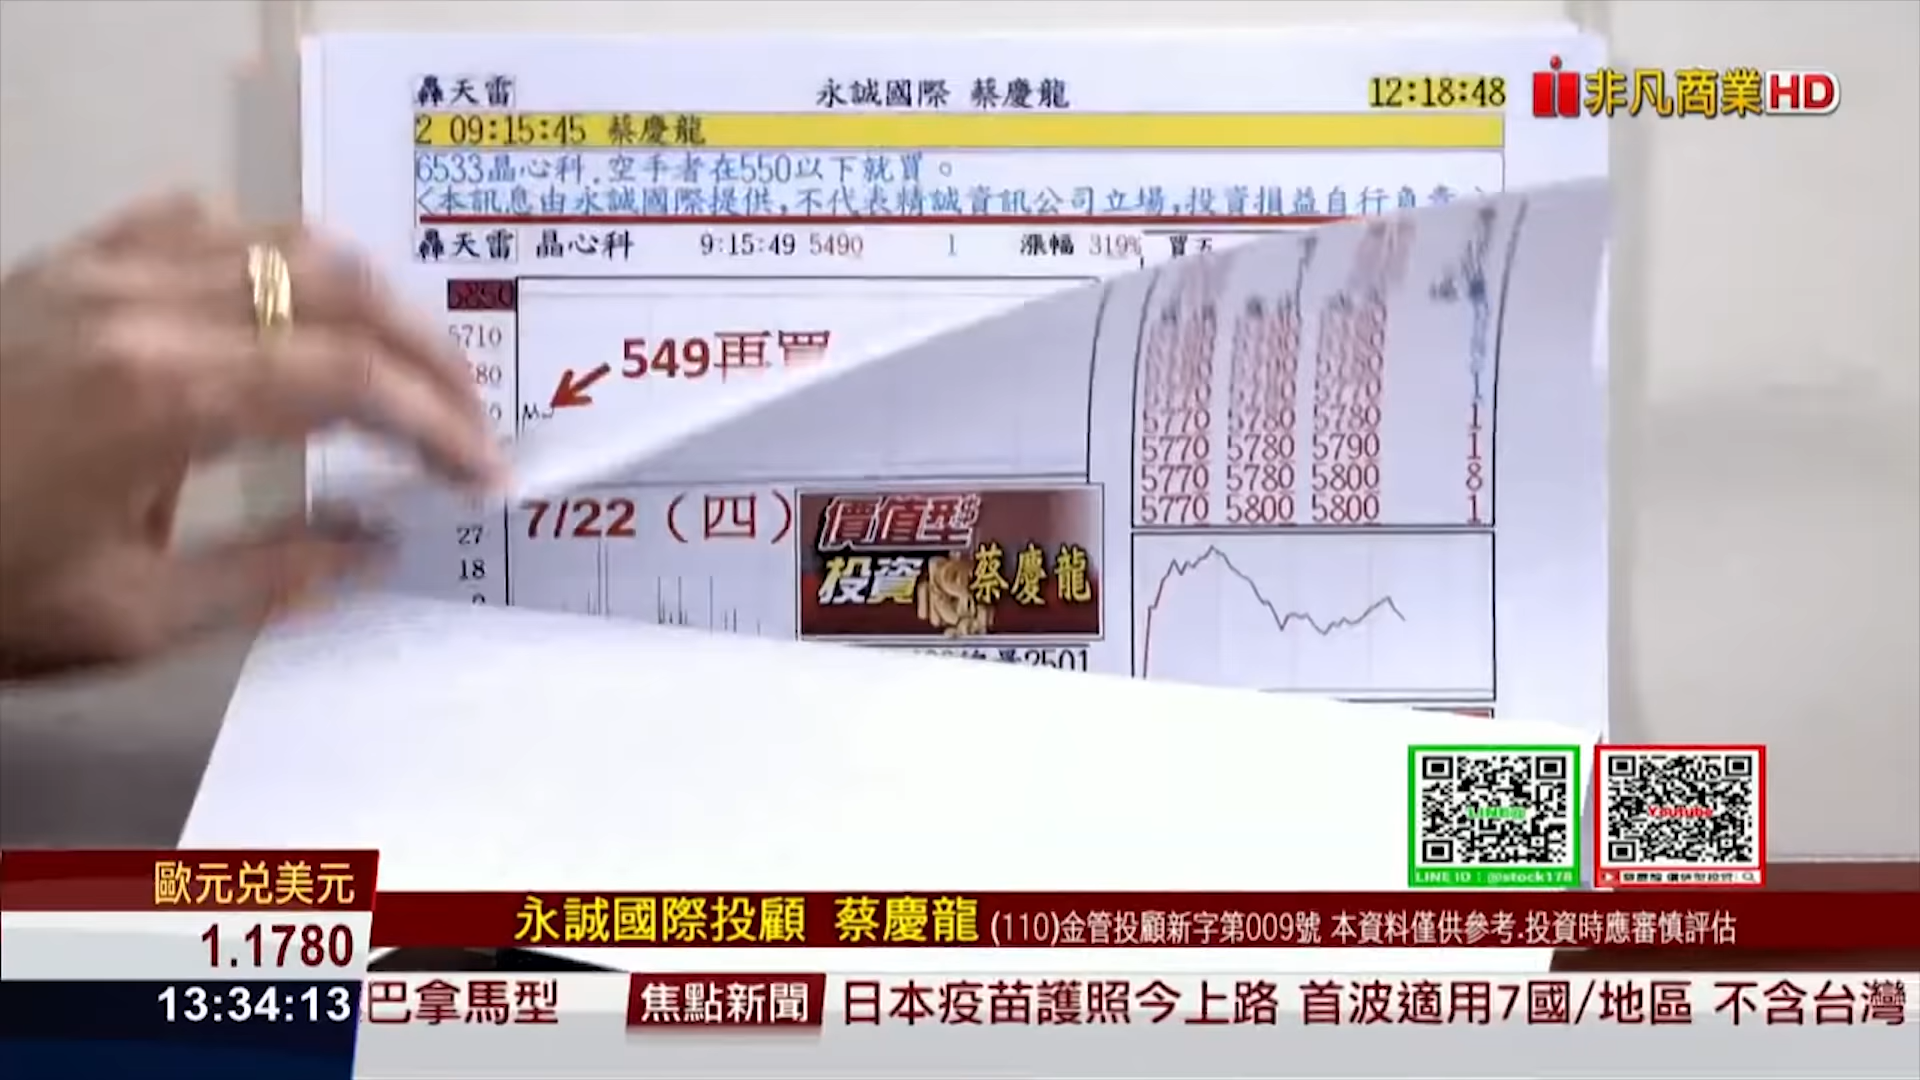 轟天雷 永誠國際 蔡慶龍 12:18:48
非凡商業HD
2 09:15:45 蔡慶龍
6533晶心科.空手者在550以下就買。
<本訊息由永誠國際提供,不代表精誠資訊公司立場,投資損益自行負責
轟天雷 晶心科 9:15:49 5490 1 漲幅 319% 買五
5850
5710
549再買
5770 5780 5780 1
5770 5780 5790 1
5770 5780 5800 8
5770 5800 5800 1
7/22（四）
27
18
價值型
投資 蔡慶龍
2501
LINE@
LINE ID：@stock178
Youtube
歐元兌美元
1.1780
永誠國際投顧 蔡慶龍 (110)金管投顧新字第009號 本資料僅供參考.投資時應審慎評估
13:34:13
巴拿馬型 焦點新聞 日本疫苗護照今上路 首波適用7國/地區 不含台灣